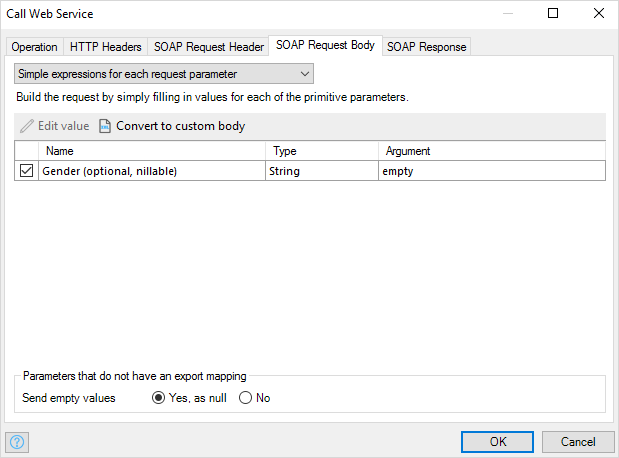 Call Web Service
Operation HTTP Headers SOAP Request Header SOAP Request Body SOAP Response
Simple expressions for each request parameter
Build the request by simply filling in values for each of the primitive parameters.
Edit value Convert to custom body
Name Type Argument
Gender (optional, nillable) String empty
Parameters that do not have an export mapping
Send empty values Yes, as null No
? OK Cancel